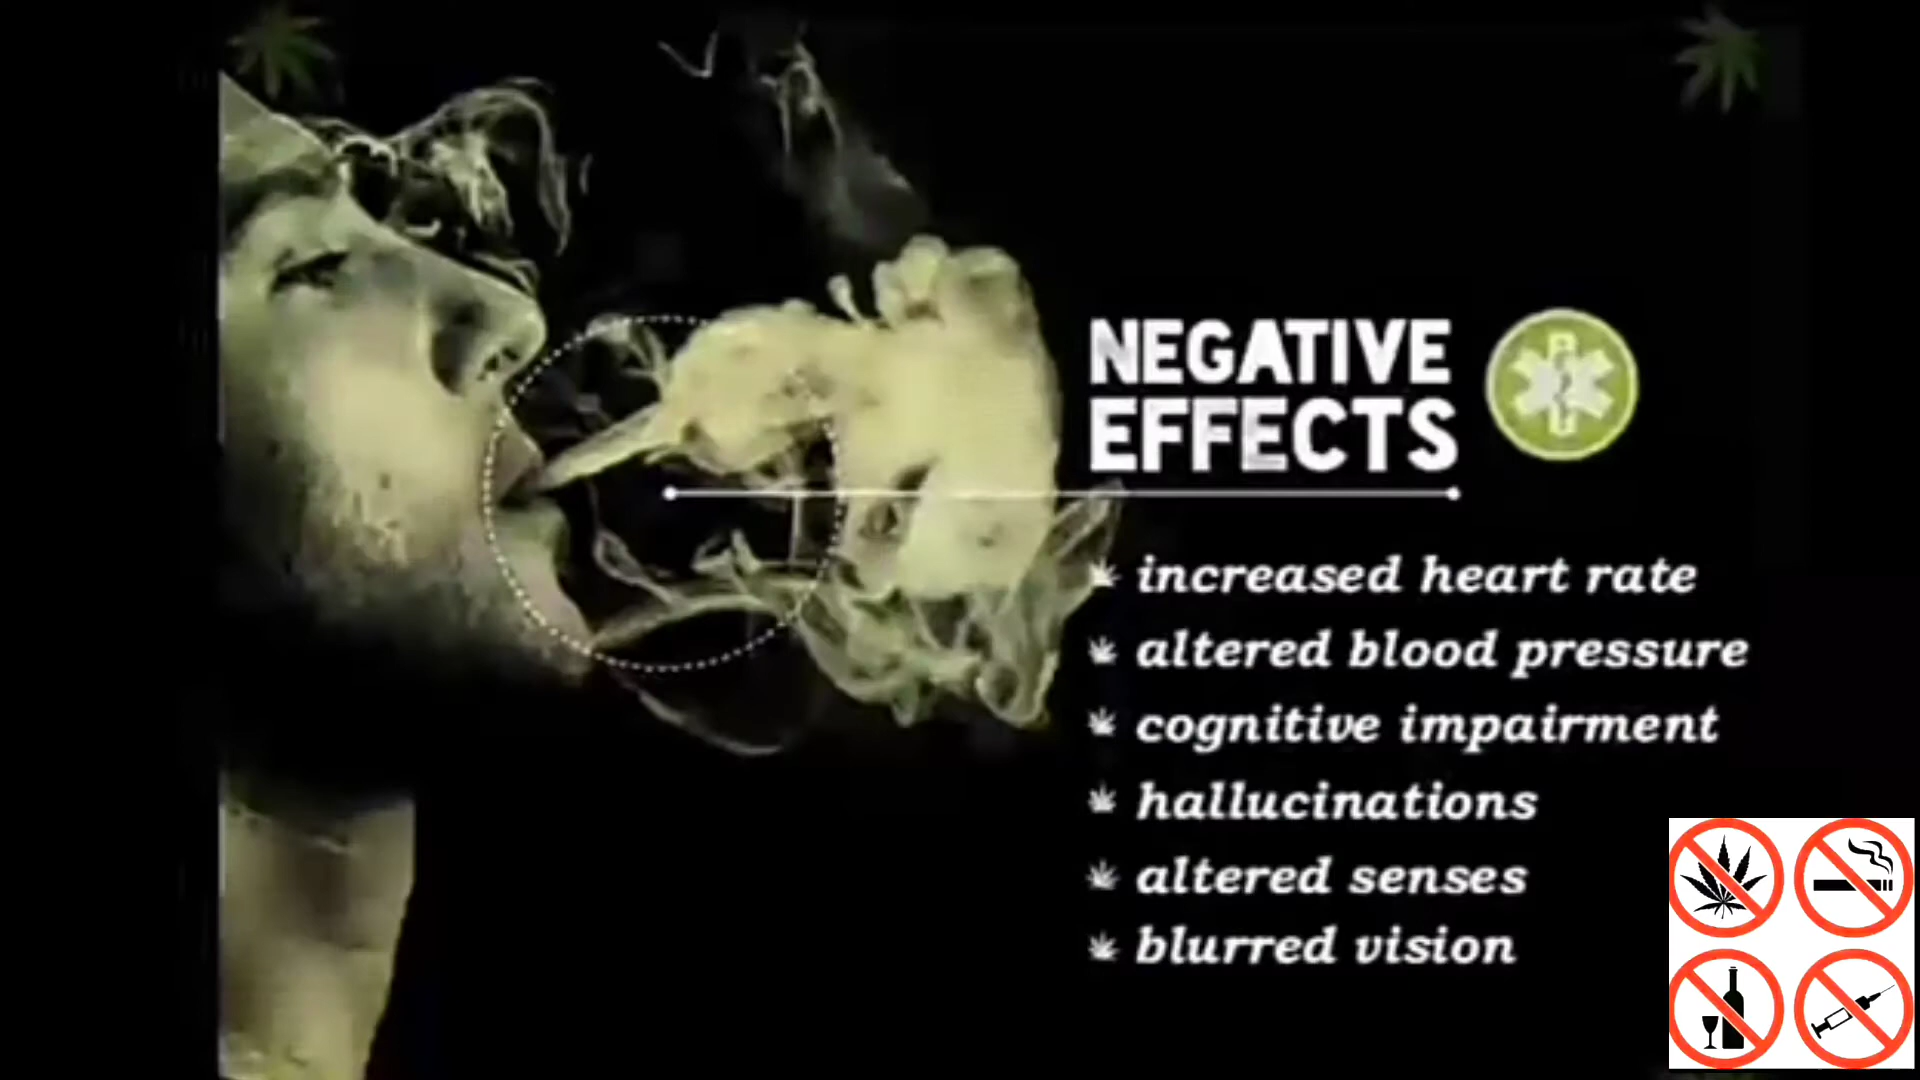 NEGATIVE
EFFECTS
increased heart rate
altered blood pressure
cognitive impairment
hallucinations
altered senses
blurred vision